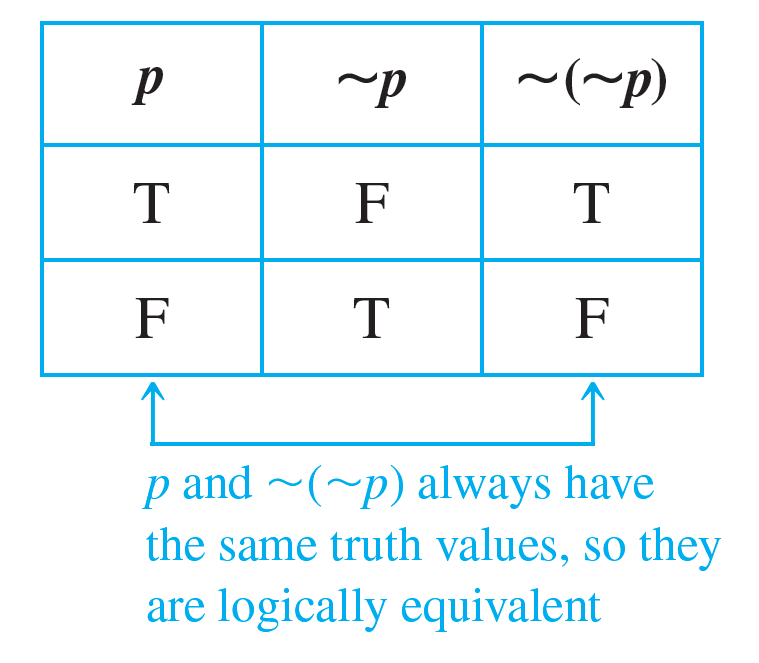 p ~p ~(~p)
T F T
F T F
p and ~(~p) always have
the same truth values, so they
are logically equivalent